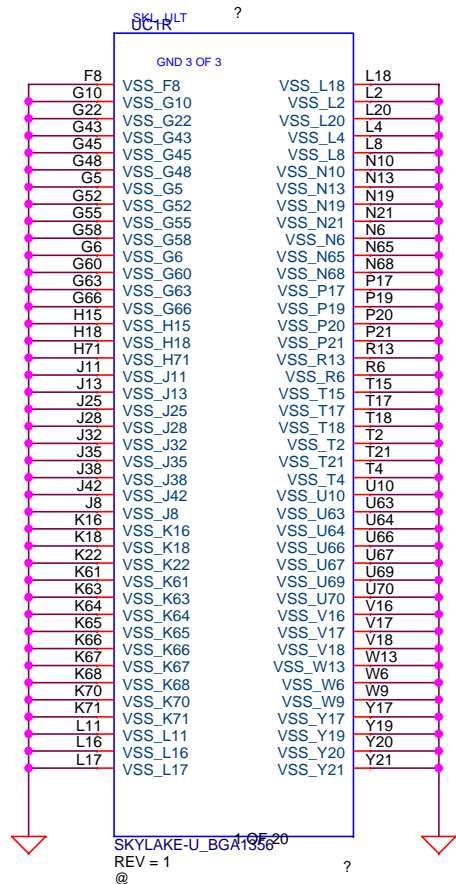 SKL_ULT
?
UC1R
GND 3 OF 3
F8 VSS_F8 VSS_L18 L18
G10 VSS_G10 VSS_L2 L2
G22 VSS_G22 VSS_L20 L20
G43 VSS_G43 VSS_L4 L4
G45 VSS_G45 VSS_L8 L8
G48 VSS_G48 VSS_N10 N10
G5 VSS_G5 VSS_N13 N13
G52 VSS_G52 VSS_N19 N19
G55 VSS_G55 VSS_N21 N21
G58 VSS_G58 VSS_N6 N6
G6 VSS_G6 VSS_N65 N65
G60 VSS_G60 VSS_N68 N68
G63 VSS_G63 VSS_P17 P17
G66 VSS_G66 VSS_P19 P19
H15 VSS_H15 VSS_P20 P20
H18 VSS_H18 VSS_P21 P21
H71 VSS_H71 VSS_R13 R13
J11 VSS_J11 VSS_R6 R6
J13 VSS_J13 VSS_T15 T15
J25 VSS_J25 VSS_T17 T17
J28 VSS_J28 VSS_T18 T18
J32 VSS_J32 VSS_T2 T2
J35 VSS_J35 VSS_T21 T21
J38 VSS_J38 VSS_T4 T4
J42 VSS_J42 VSS_U10 U10
J8 VSS_J8 VSS_U63 U63
K16 VSS_K16 VSS_U64 U64
K18 VSS_K18 VSS_U66 U66
K22 VSS_K22 VSS_U67 U67
K61 VSS_K61 VSS_U69 U69
K63 VSS_K63 VSS_U70 U70
K64 VSS_K64 VSS_V16 V16
K65 VSS_K65 VSS_V17 V17
K66 VSS_K66 VSS_V18 V18
K67 VSS_K67 VSS_W13 W13
K68 VSS_K68 VSS_W6 W6
K70 VSS_K70 VSS_W9 W9
K71 VSS_K71 VSS_Y17 Y17
L11 VSS_L11 VSS_Y19 Y19
L16 VSS_L16 VSS_Y20 Y20
L17 VSS_L17 VSS_Y21 Y21
1 OF 20
SKYLAKE-U_BGA1356
REV = 1
?
@